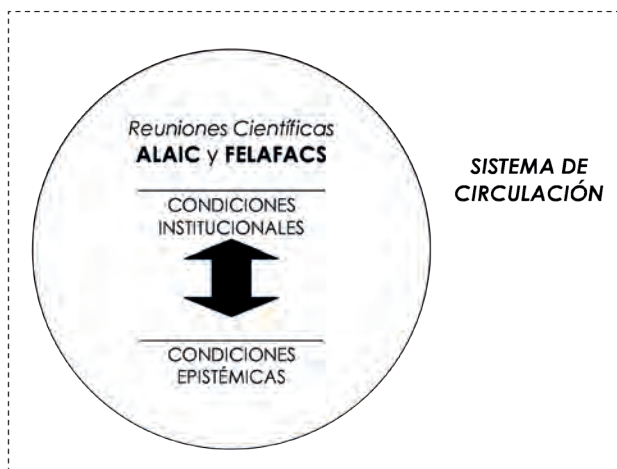 Reuniones Científicas
ALAIC y FELAFACS
CONDICIONES
INSTITUCIONALES
CONDICIONES
EPISTÉMICAS
SISTEMA DE
CIRCULACIÓN